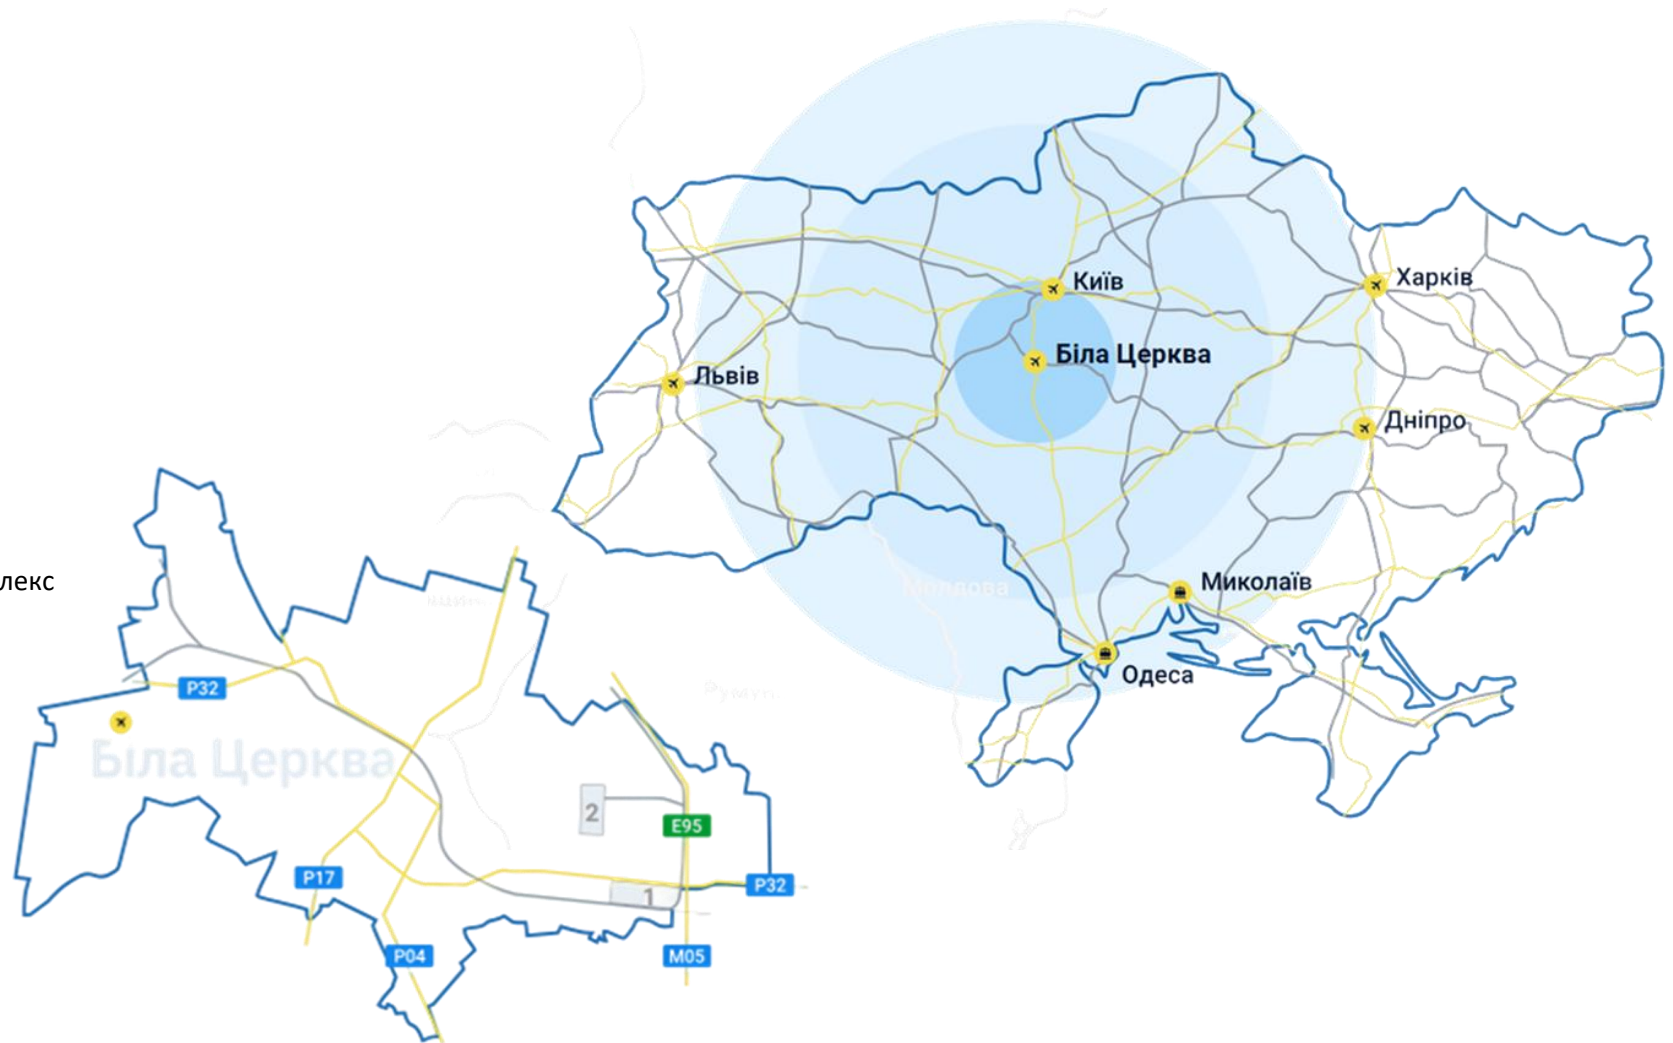 Київ
Харків
Біла Церква
Львів
Дніпро
лекс
Молдова
Миколаїв
Одеса
P32
Біла Церква
2
E95
P17
1
P32
P04
M05